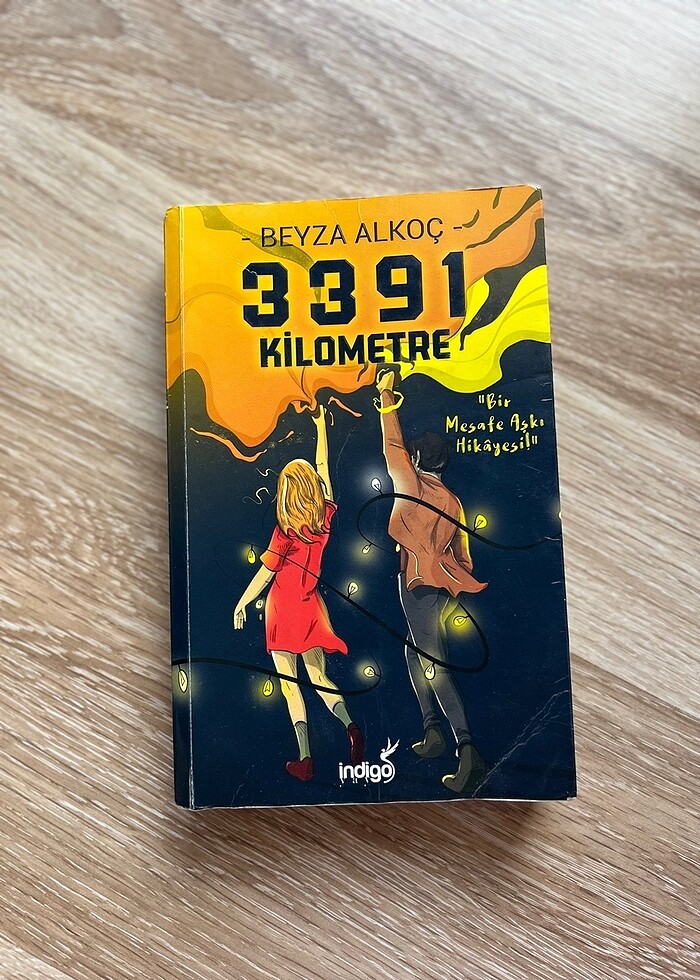 - BEYZA ALKOÇ -
3391
KİLOMETRE
"Bir
Mesafe Aşkı
Hikâyesi!"
indigo